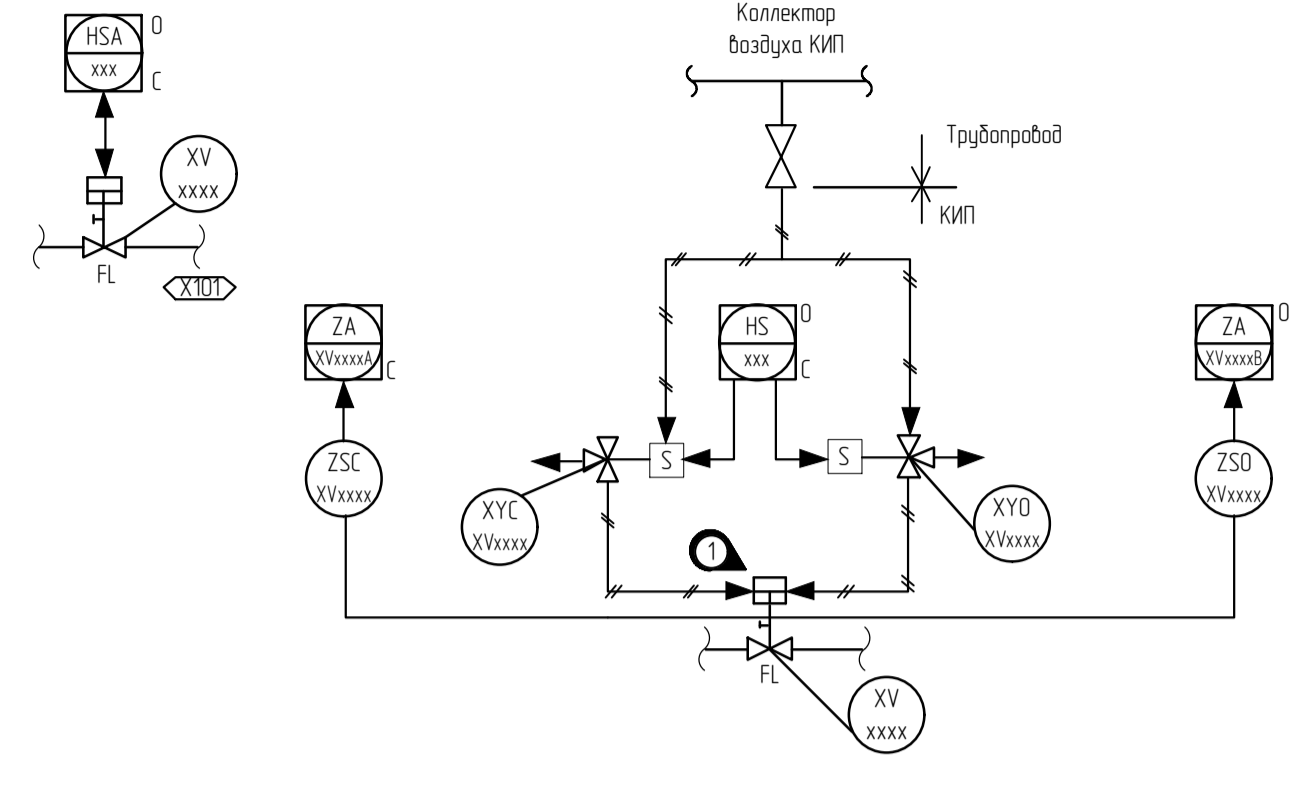 HSA
xxx
O
C
XV
xxxx
FL
X101
Коллектор
воздуха КИП
Трубопровод
КИП
ZA
XVxxxxA
C
HS
xxx
O
C
ZA
XVxxxxB
O
ZSC
XVxxxx
S
S
ZSO
XVxxxx
XYC
XVxxxx
XYO
XVxxxx
1
FL
XV
xxxx